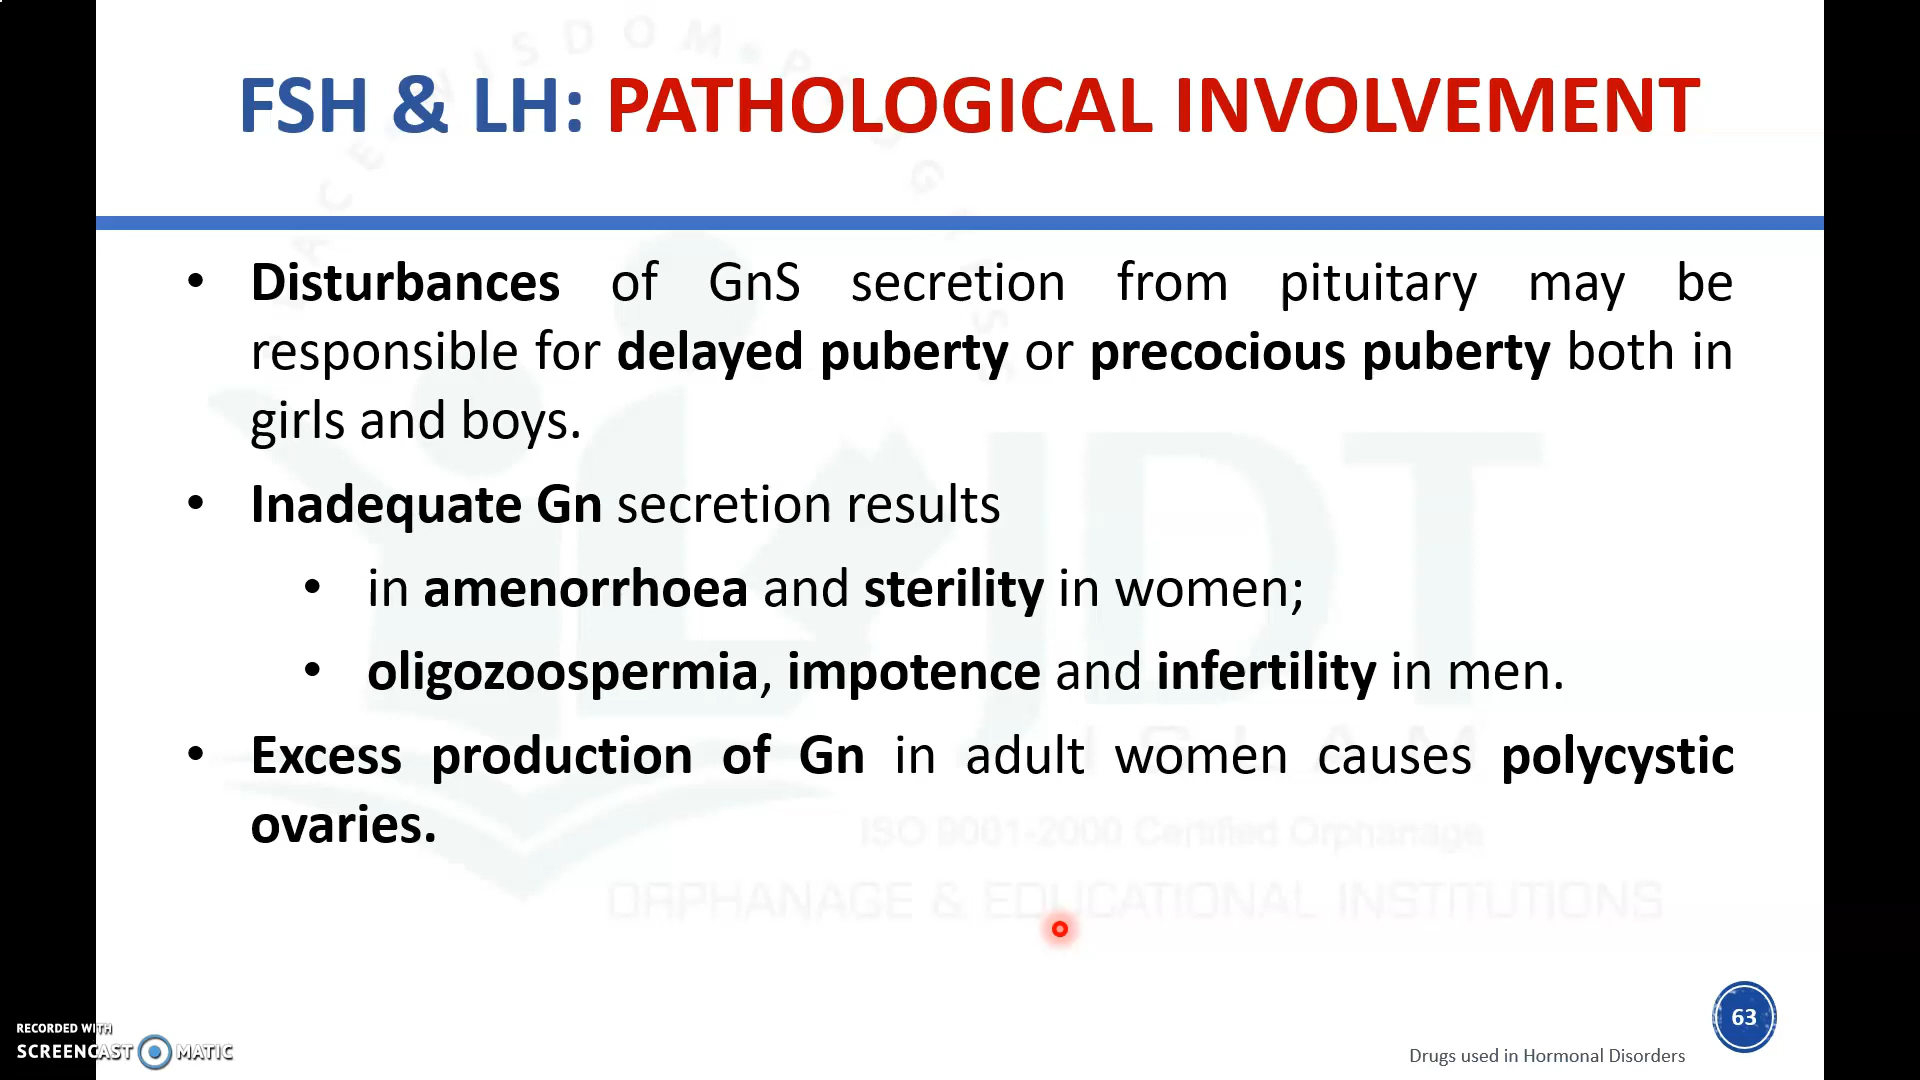 FSH & LH: PATHOLOGICAL INVOLVEMENT
• Disturbances of GnS secretion from pituitary may be
responsible for delayed puberty or precocious puberty both in
girls and boys.
• Inadequate Gn secretion results
• in amenorrhoea and sterility in women;
• oligozoospermia, impotence and infertility in men.
• Excess production of Gn in adult women causes polycystic
ovaries.
JDT
ISLAM
ISO 9001-2000 Certified Orphanage
ORPHANAGE & EDUCATIONAL INSTITUTIONS
63
Drugs used in Hormonal Disorders
RECORDED WITH
SCREENCAST MATIC